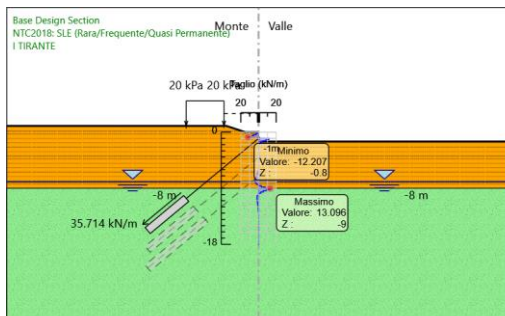 Base Design Section
NTC2018: SLE (Rara/Frequente/Quasi Permanente)
I TIRANTE
Monte
Valle
20 kPa 20 kPa
Taglio (kN/m)
20
20
0
-1m
Minimo
Valore: -12.207
Z : -0.8
-8 m
-8 m
Massimo
Valore: 13.096
Z : -9
35.714 kN/m
-18